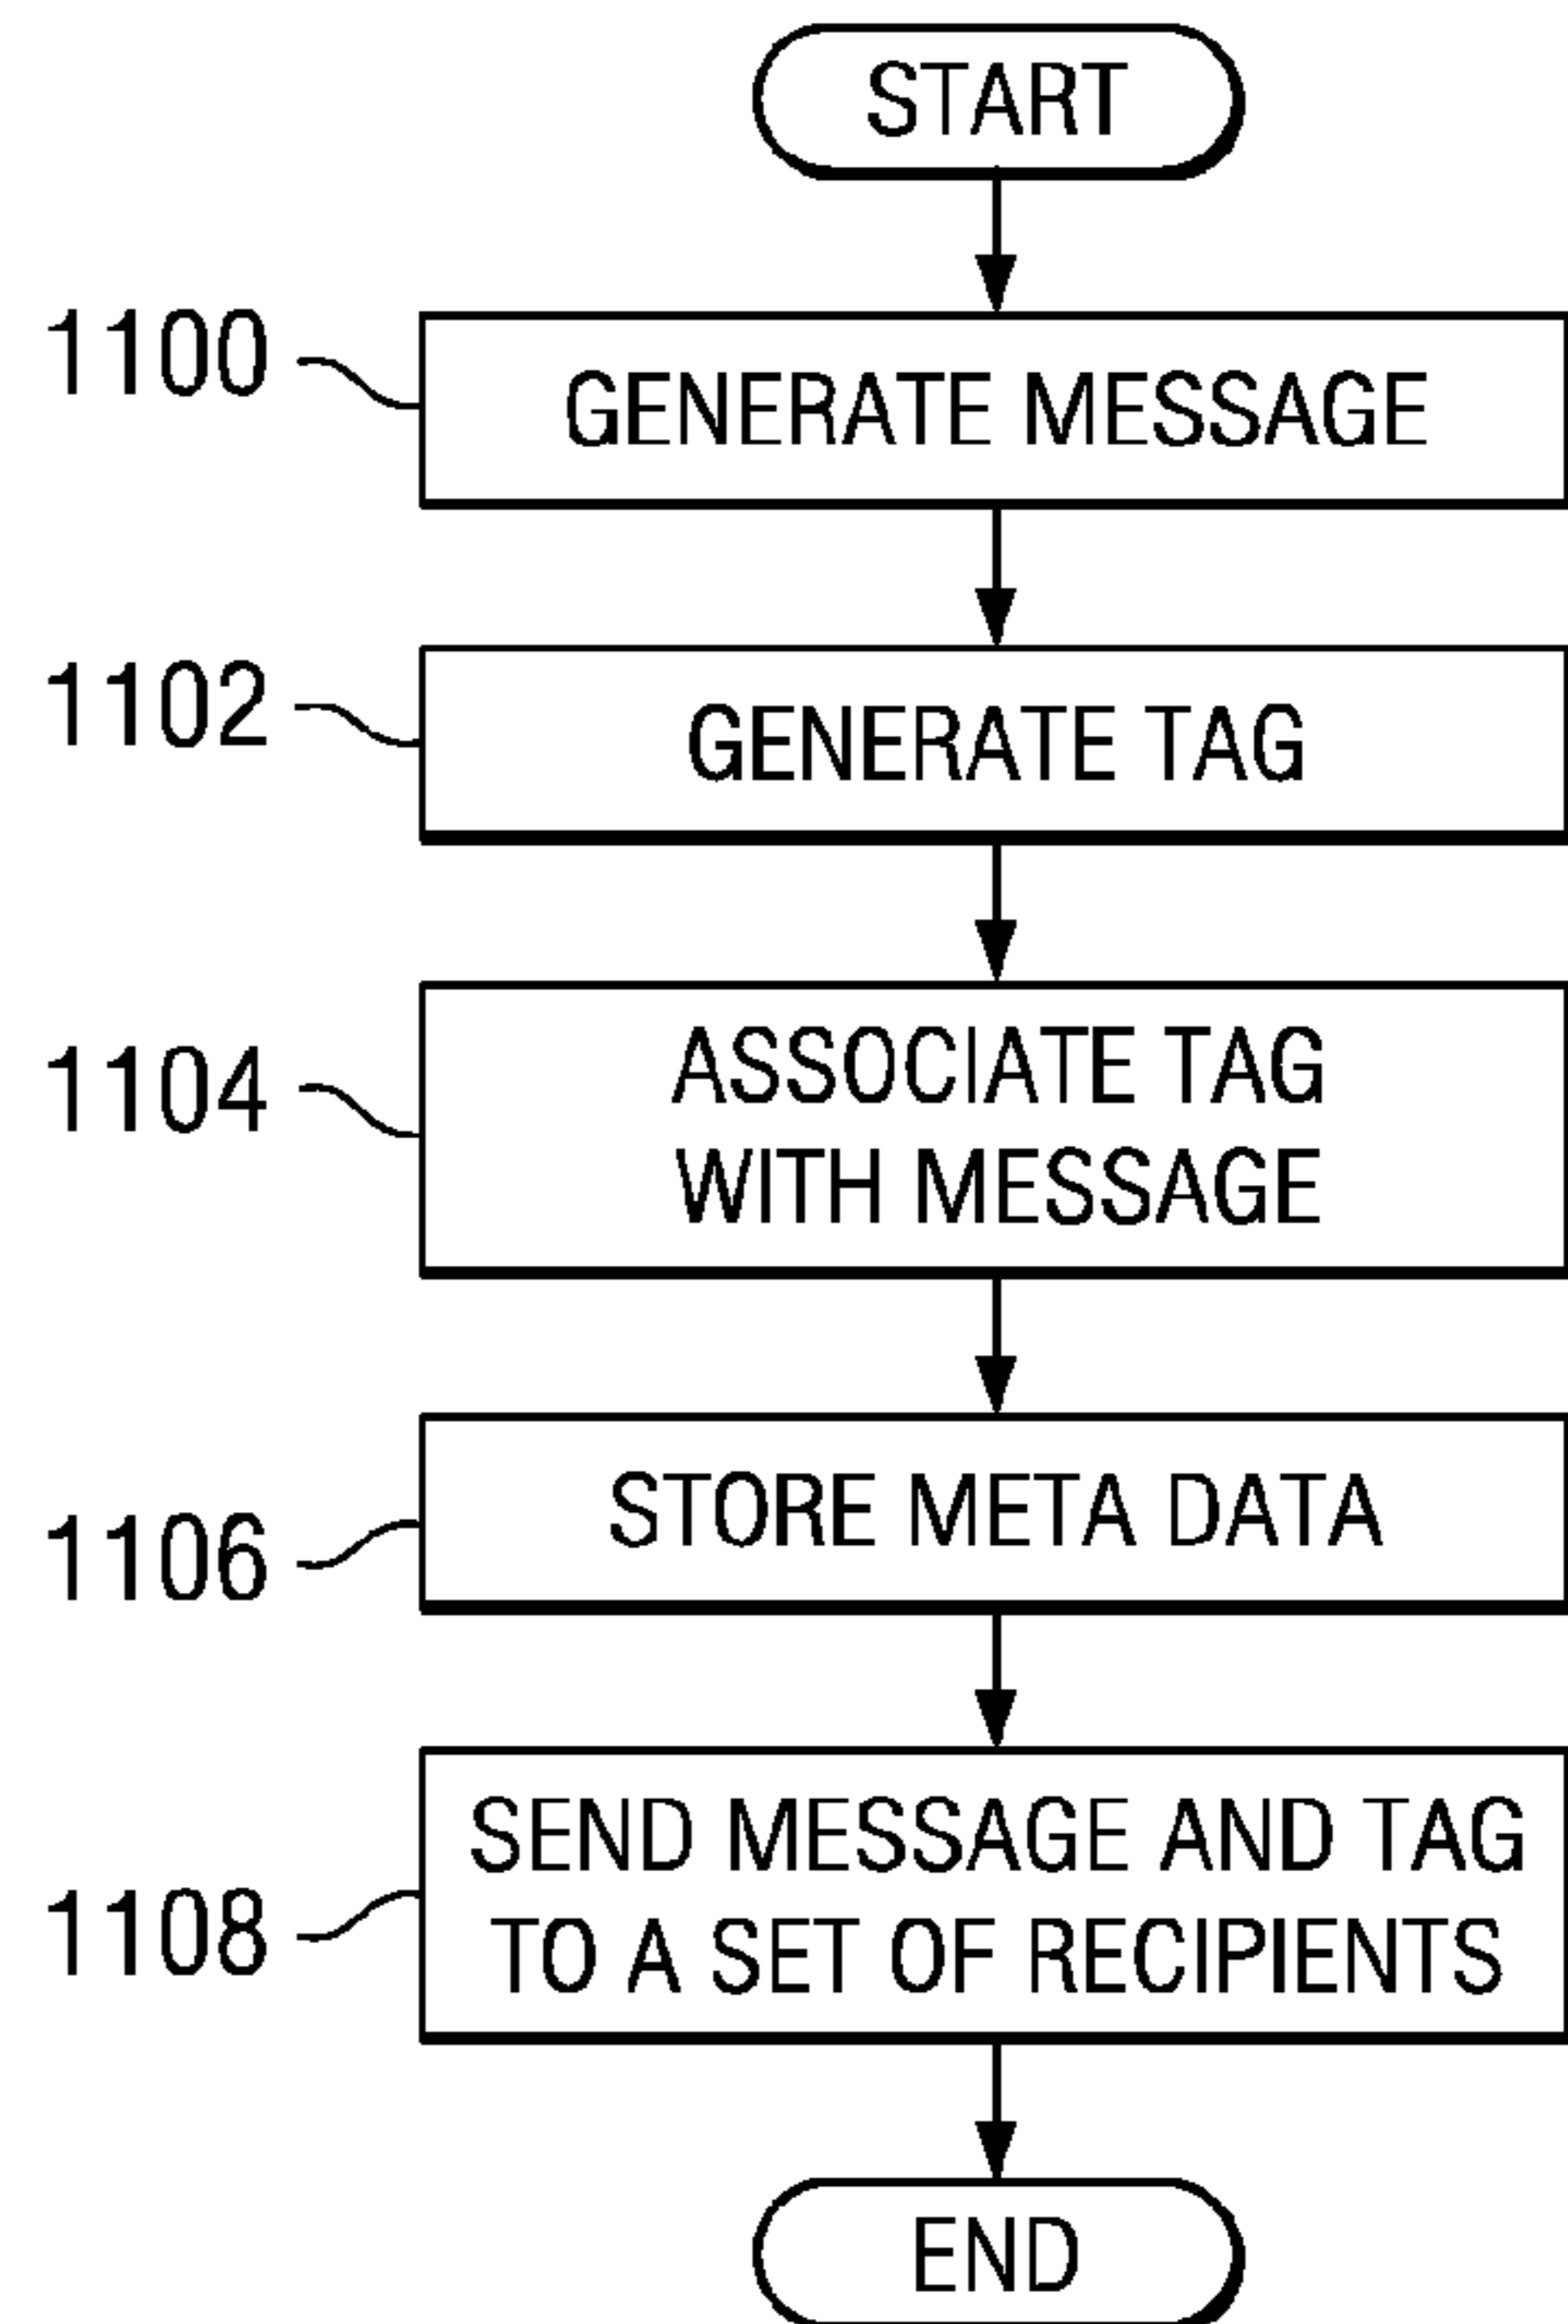 START
1100
GENERATE MESSAGE
1102
GENERATE TAG
1104
ASSOCIATE TAG
WITH MESSAGE
1106
STORE META DATA
1108
SEND MESSAGE AND TAG
TO A SET OF RECIPIENTS
END